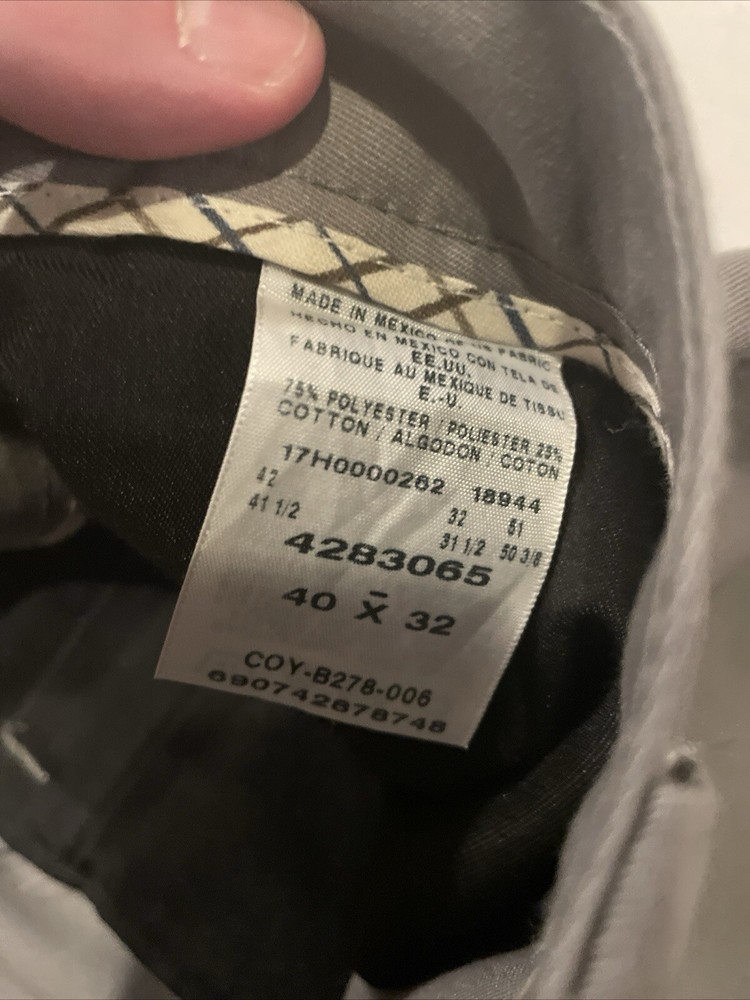 MADE IN MEXICO OF US FABRIC
HECHO EN MEXICO CON TELA DE
EE.UU.
FABRIQUE AU MEXIQUE DE TISSU
E.-U.
75% POLYESTER / POLIESTER 25%
COTTON / ALGODON / COTON
17H0000262 18944
42 32 51
41 1/2 31 1/2 50 3/8
4283065
40 X 32
COY-B278-006
690742878748